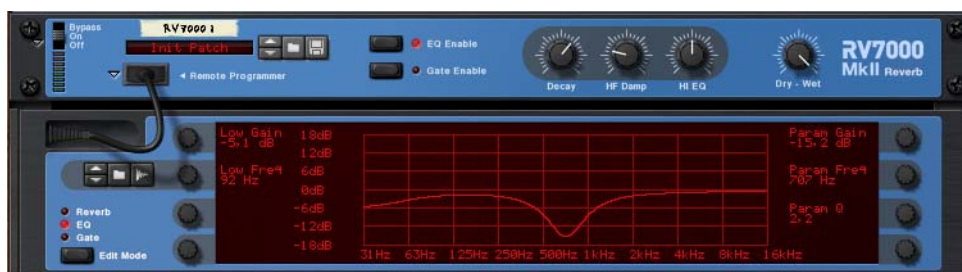 Bypass
On
Off
RV7000 1
Init Patch
EQ Enable
Gate Enable
Remote Programmer
Decay
HF Damp
HI EQ
Dry - Wet
RV7000
MkII Reverb
Low Gain
-5,1 dB
Low Freq
92 Hz
18dB
12dB
6dB
0dB
-6dB
-12dB
-18dB
31Hz 63Hz 125Hz 250Hz 500Hz 1kHz 2kHz 4kHz 8kHz 16kHz
Param Gain
-15,2 dB
Param Freq
707 Hz
Param Q
2,2
Reverb
EQ
Gate
Edit Mode